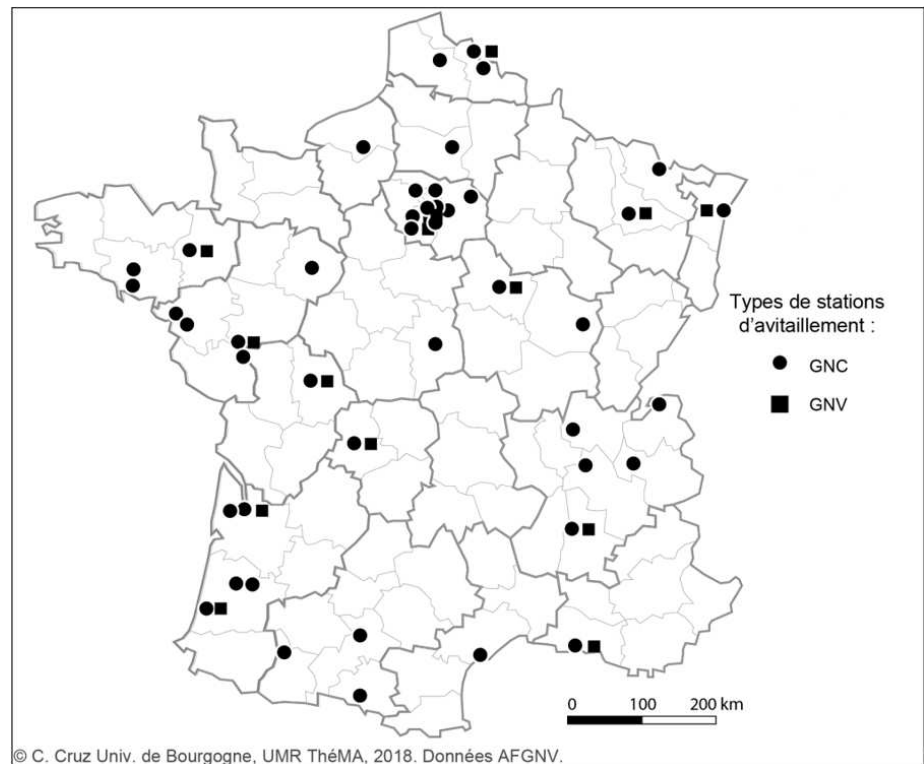 Types de stations
d'avitaillement :
GNC
GNV
0 100 200 km
© C. Cruz Univ. de Bourgogne, UMR ThéMA, 2018. Données AFGNV.